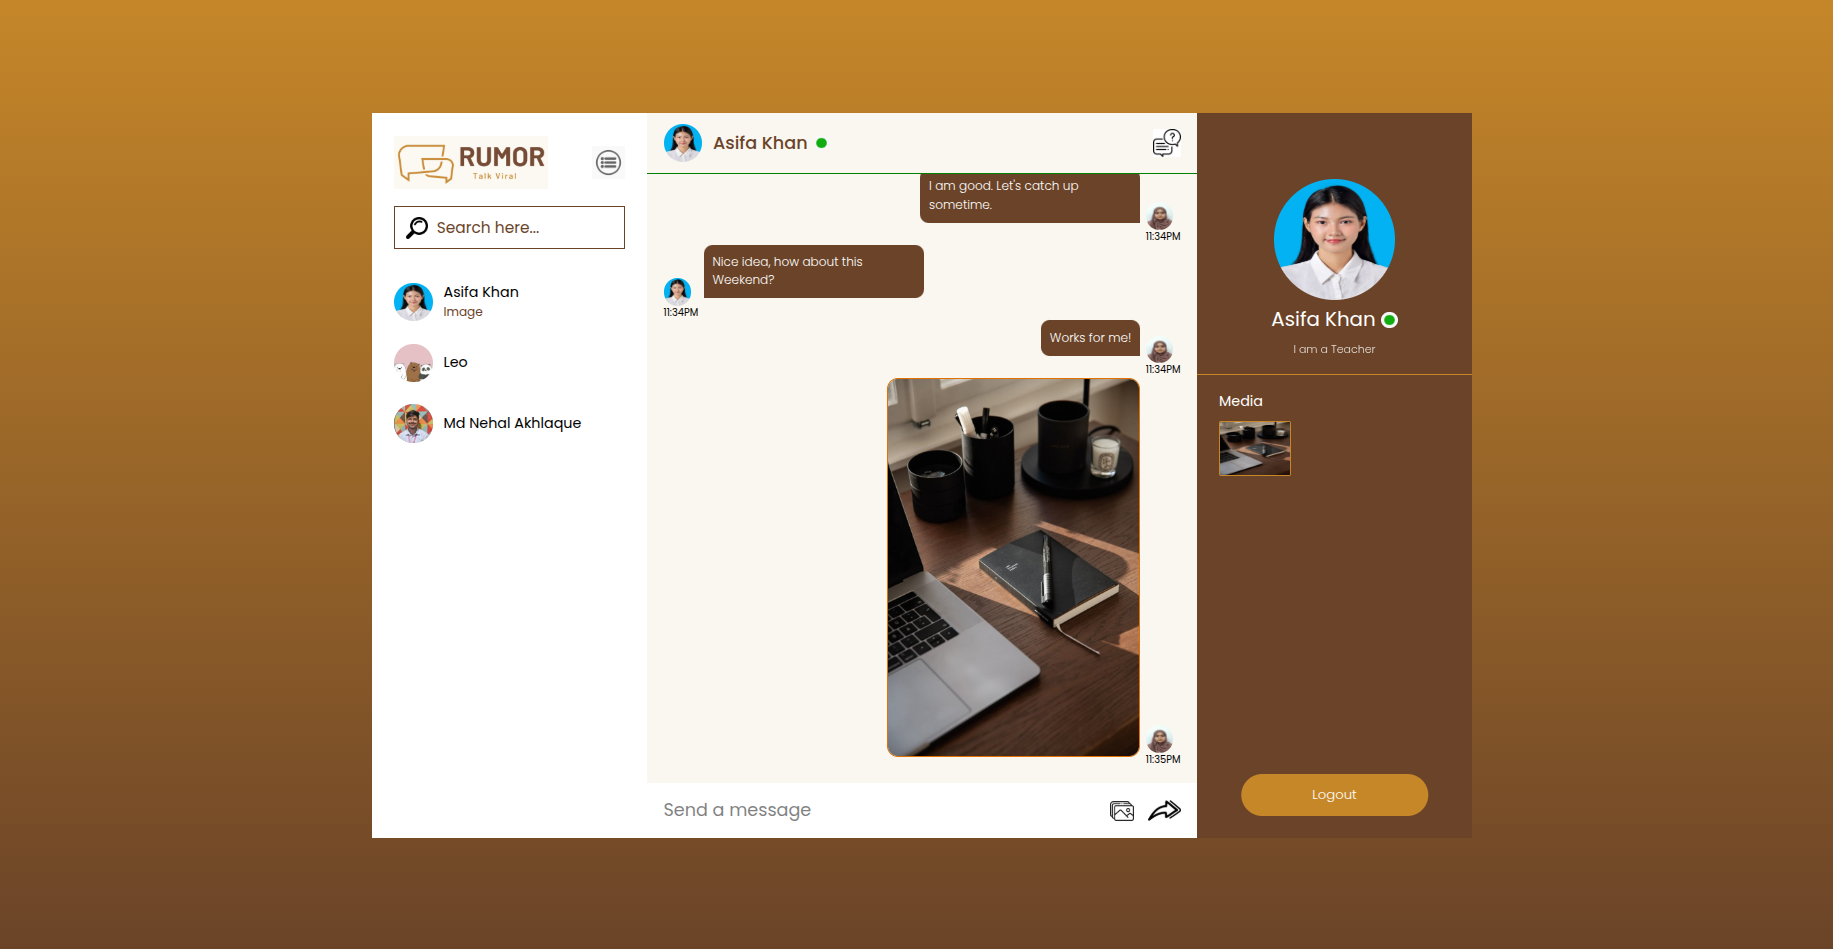 RUMOR
Talk Viral
Search here...
Asifa Khan
Image
Leo
Md Nehal Akhlaque
Asifa Khan
I am good. Let's catch up
sometime.
11:34PM
Nice idea, how about this
Weekend?
11:34PM
Works for me!
11:34PM
11:35PM
Send a message
Asifa Khan
I am a Teacher
Media
Logout